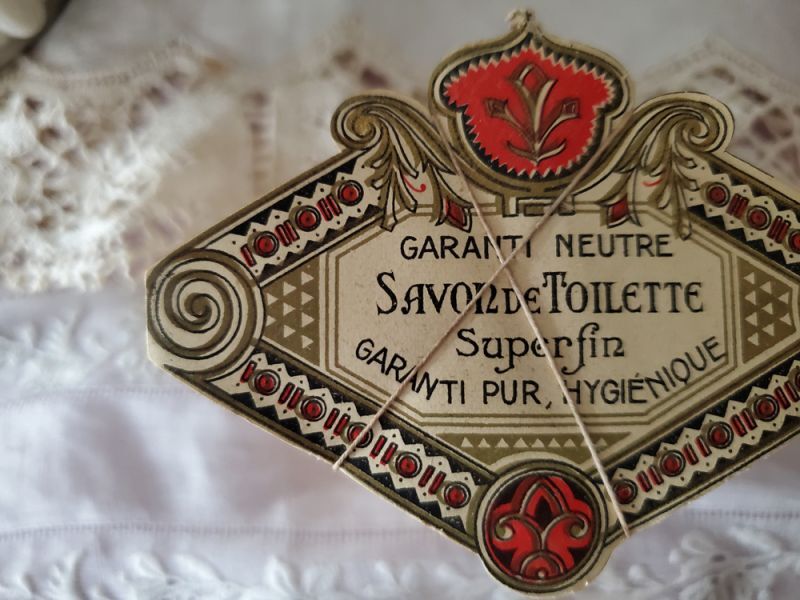 GARANTI NEUTRE
SAVON DE TOILETTE
Superfin
GARANTI PUR, HYGIÉNIQUE